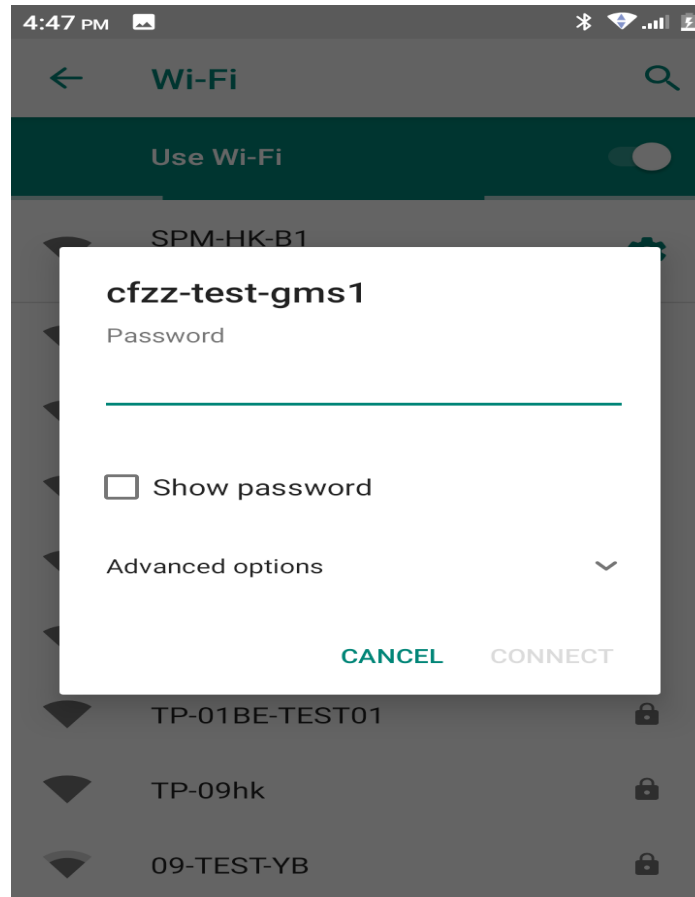 4:47 PM
Wi-Fi
Use Wi-Fi
SPM-HK-B1
cfzz-test-gms1
Password
Show password
Advanced options
CANCEL CONNECT
TP-01BE-TEST01
TP-09hk
09-TEST-YB